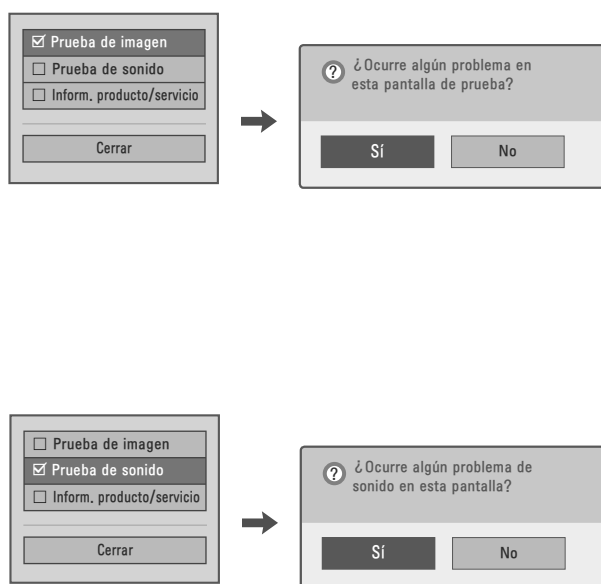 Prueba de imagen
Prueba de sonido
Inform. producto/servicio
Cerrar
? ¿Ocurre algún problema en
esta pantalla de prueba?
Sí No
Prueba de imagen
Prueba de sonido
Inform. producto/servicio
Cerrar
? ¿Ocurre algún problema de
sonido en esta pantalla?
Sí No